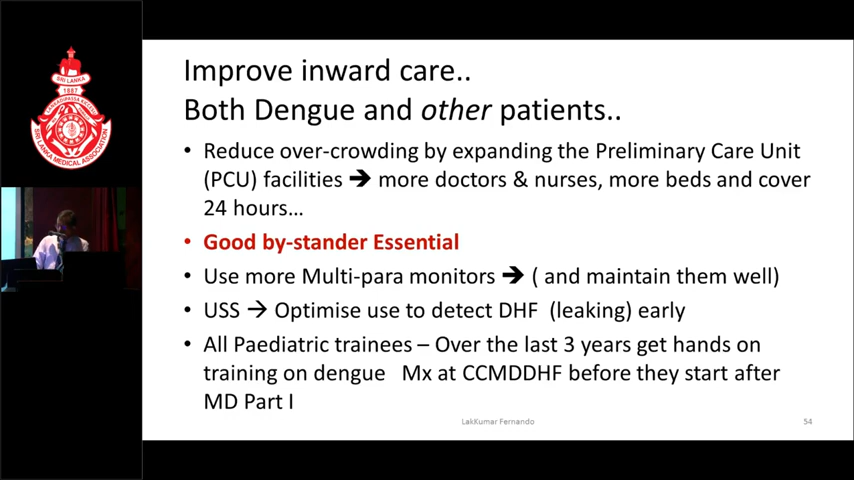 SRI LANKA
1887
SRI LANKA MEDICAL ASSOCIATION
Improve inward care..
Both Dengue and other patients..
• Reduce over-crowding by expanding the Preliminary Care Unit
(PCU) facilities 🡪 more doctors & nurses, more beds and cover
24 hours…
• Good by-stander Essential
• Use more Multi-para monitors 🡪 ( and maintain them well)
• USS → Optimise use to detect DHF (leaking) early
• All Paediatric trainees – Over the last 3 years get hands on
training on dengue Mx at CCMDDHF before they start after
MD Part I
LakKumar Fernando
54